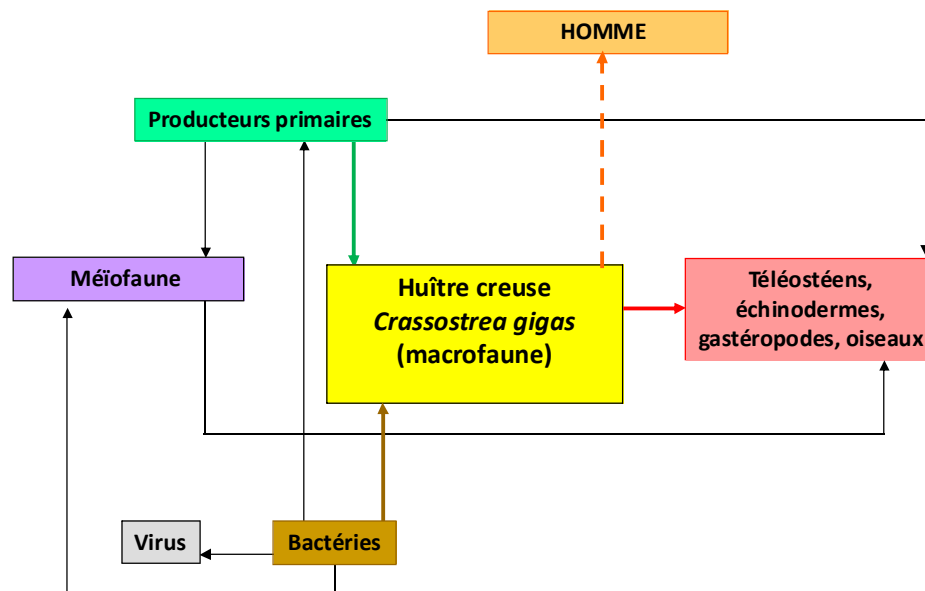 HOMME
Producteurs primaires
Méïofaune
Huître creuse
Crassostrea gigas
(macrofaune)
Téléostéens,
échinodermes,
gastéropodes, oiseaux
Virus
Bactéries